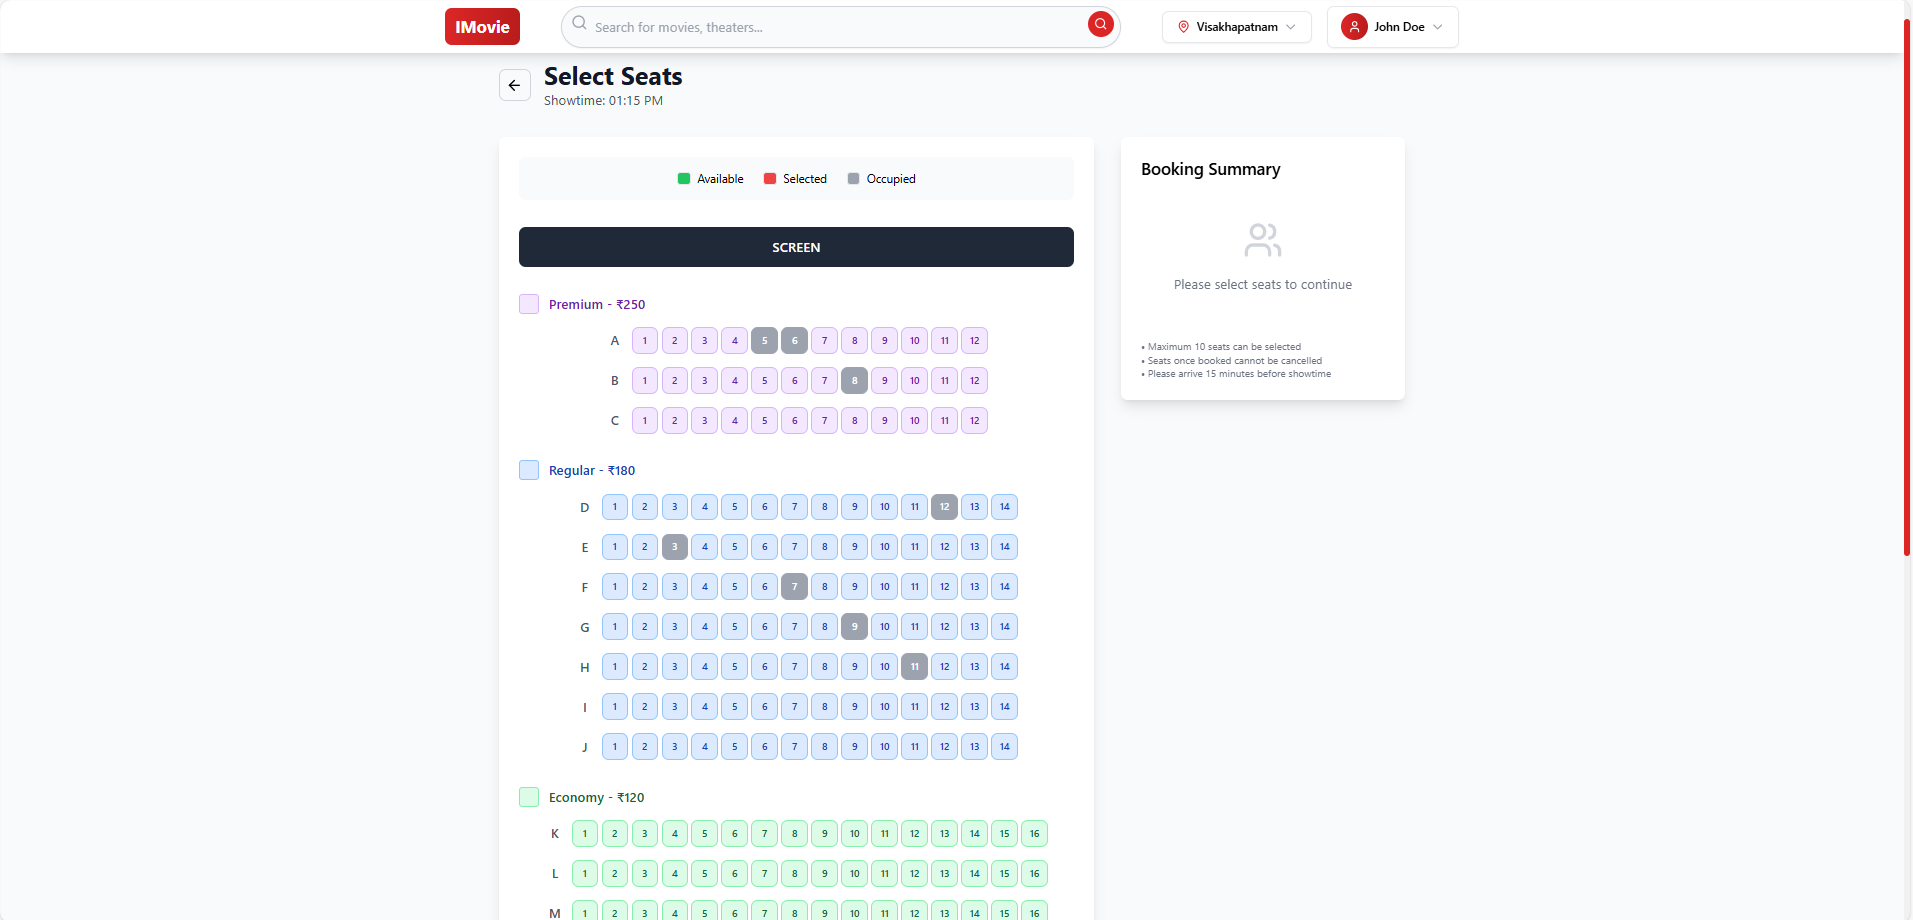 IMovie
Search for movies, theaters...
Visakhapatnam
John Doe
Select Seats
Showtime: 01:15 PM
Available Selected Occupied
SCREEN
Premium - ₹250
A 1 2 3 4 5 6 7 8 9 10 11 12
B 1 2 3 4 5 6 7 8 9 10 11 12
C 1 2 3 4 5 6 7 8 9 10 11 12
Regular - ₹180
D 1 2 3 4 5 6 7 8 9 10 11 12 13 14
E 1 2 3 4 5 6 7 8 9 10 11 12 13 14
F 1 2 3 4 5 6 7 8 9 10 11 12 13 14
G 1 2 3 4 5 6 7 8 9 10 11 12 13 14
H 1 2 3 4 5 6 7 8 9 10 11 12 13 14
I 1 2 3 4 5 6 7 8 9 10 11 12 13 14
J 1 2 3 4 5 6 7 8 9 10 11 12 13 14
Economy - ₹120
K 1 2 3 4 5 6 7 8 9 10 11 12 13 14 15 16
L 1 2 3 4 5 6 7 8 9 10 11 12 13 14 15 16
M 1 2 3 4 5 6 7 8 9 10 11 12 13 14 15 16
Booking Summary
Please select seats to continue
• Maximum 10 seats can be selected
• Seats once booked cannot be cancelled
• Please arrive 15 minutes before showtime